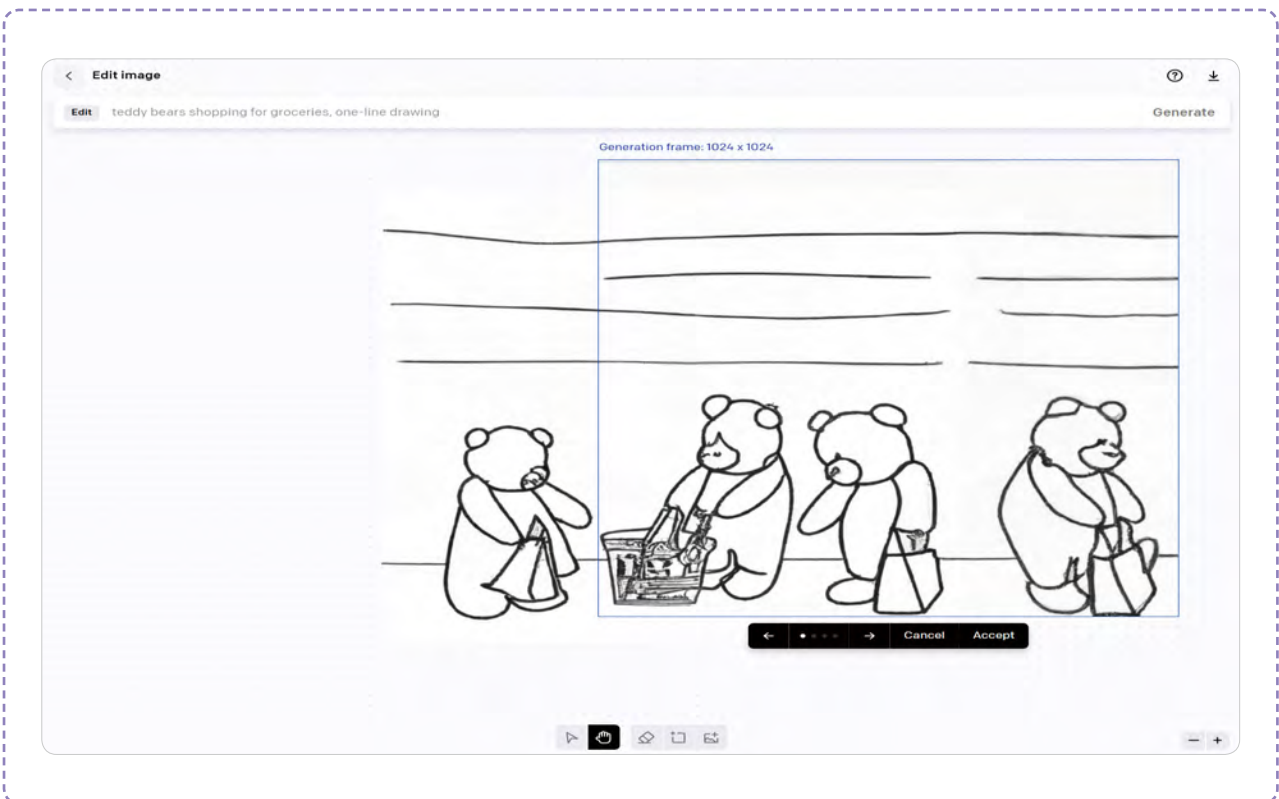 Edit image
Edit teddy bears shopping for groceries, one-line drawing Generate
Generation frame: 1024 x 1024
Cancel Accept